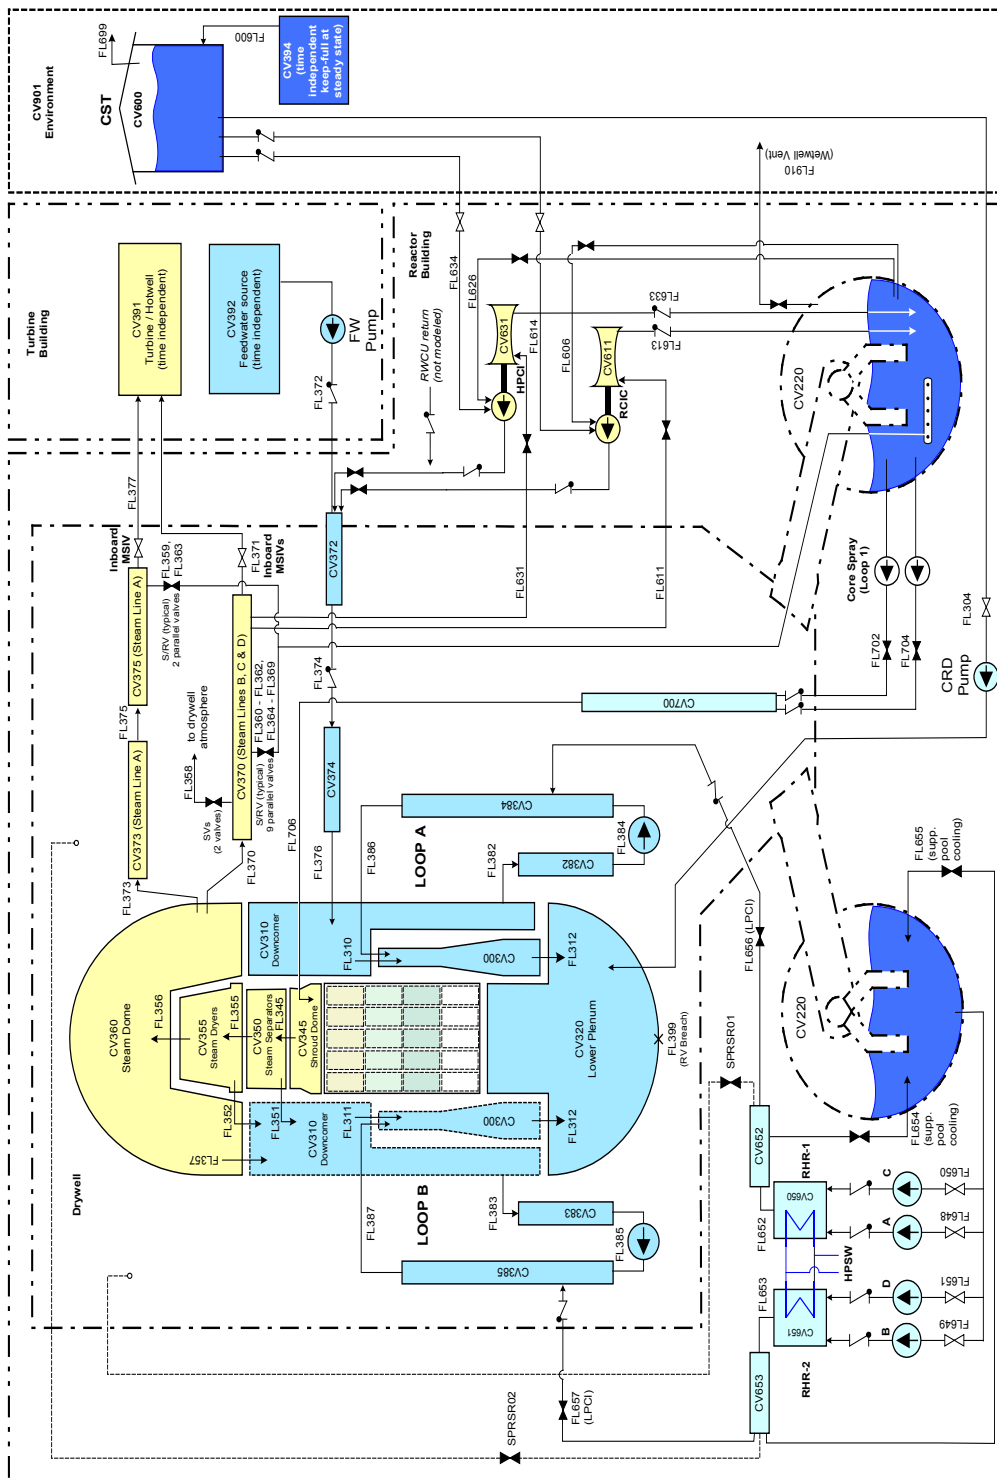 CV901
Environment
FL699
CST
CV600
FL600
CV394
(time
independent
keep-full at
steady state)
FL910
(Wetwell Vent)
Turbine
Building
CV391
Turbine / Hotwell
(time independent)
CV392
Feedwater source
(time independent)
FW
Pump
FL372
Reactor
Building
RWCU return
(not modeled)
FL634
FL626
FL614
FL606
CV631
HPCI
CV611
RCIC
FL633
FL613
CV220
FL377
Inboard
MSIV
FL359,
FL363
S/RV (typical)
2 parallel valves
FL371
Inboard
MSIVs
FL631
FL611
CV372
FL374
CV374
FL376
CV375 (Steam Line A)
FL375
CV373 (Steam Line A)
FL373
to drywell
atmosphere
FL358
SVs
(2 valves)
CV370 (Steam Lines B, C & D)
FL360 - FL362,
FL364 - FL369
S/RV (typical)
9 parallel valves
FL370
FL706
Core Spray
(Loop 1)
FL702
FL704
CV700
CRD
Pump
FL304
FL386
LOOP A
CV384
FL384
FL382
CV382
CV360
Steam Dome
FL356
CV355
Steam Dryers
FL355
CV350
Steam Separators
FL345
CV345
Shroud Dome
CV310
Downcomer
FL310
CV300
FL312
CV320
Lower Plenum
FL399
(RV Breach)
FL352
FL351
FL357
CV310
Downcomer
FL311
CV300
FL312
Drywell
FL387
LOOP B
FL383
CV383
FL385
CV385
FL656 (LPCI)
SPRSR01
FL655
(supp.
pool
cooling)
CV220
FL654
(supp.
pool
cooling)
CV652
RHR-1
CV650
FL652
C
FL650
A
FL648
HPSW
FL653
CV651
D
FL651
B
FL649
RHR-2
CV653
FL657
(LPCI)
SPRSR02